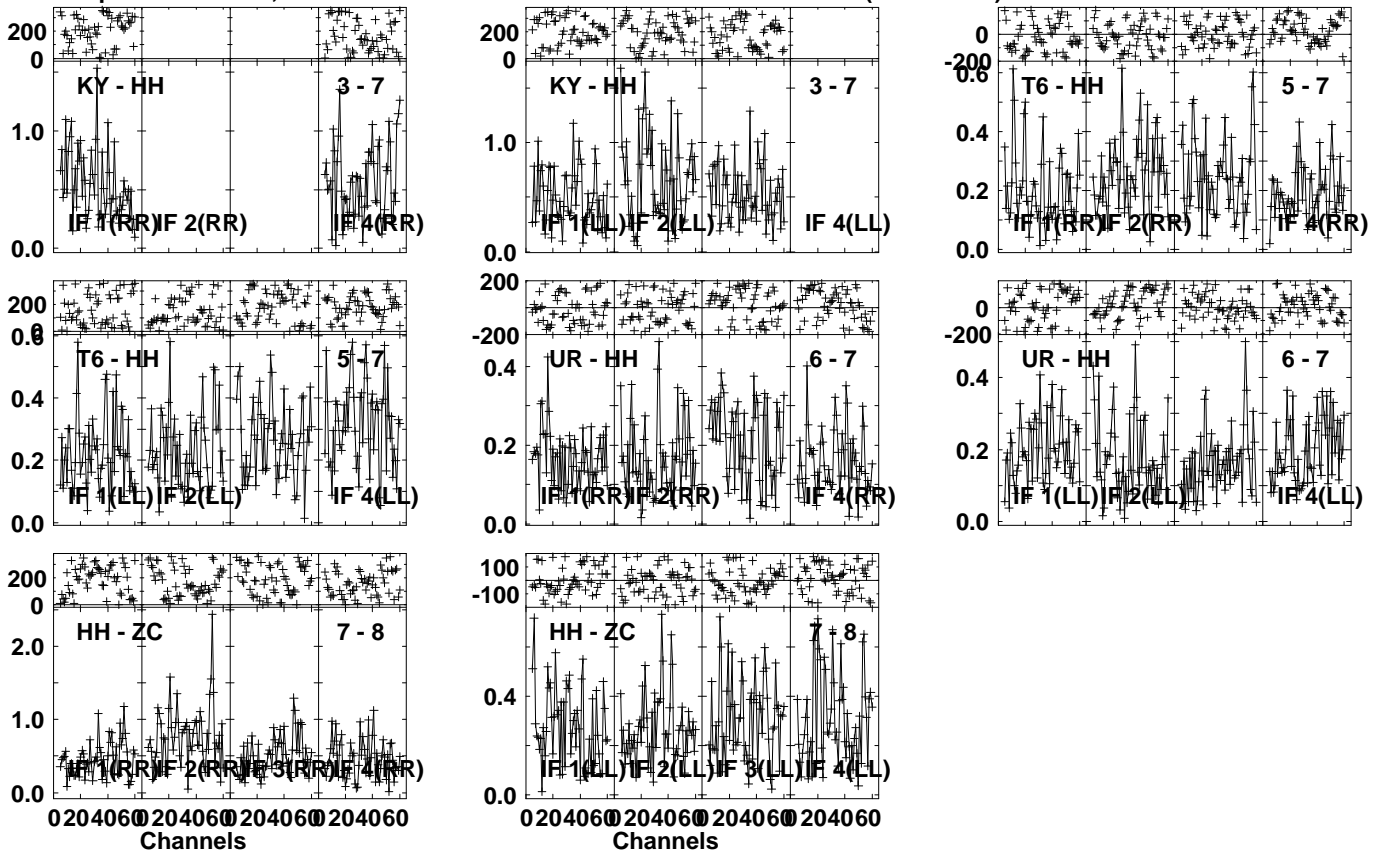 200
0
KY - HH
3 - 7
1.0
IF 1(RR)
IF 2(RR)
IF 4(RR)
0.0
200
0
KY - HH
3 - 7
1.0
IF 1(LL)
IF 2(LL)
IF 4(LL)
0.0
0
-200
0.6
T6 - HH
5 - 7
0.4
0.2
IF 1(RR)
IF 2(RR)
IF 4(RR)
0.0
200
0
0.6
T6 - HH
5 - 7
0.4
0.2
IF 1(LL)
IF 2(LL)
IF 4(LL)
0.0
200
0
-200
UR - HH
6 - 7
0.4
0.2
IF 1(RR)
IF 2(RR)
IF 4(RR)
0.0
0
-200
UR - HH
6 - 7
0.4
0.2
IF 1(LL)
IF 2(LL)
IF 4(LL)
0.0
200
0
HH - ZC
7 - 8
2.0
1.0
IF 1(RR)
IF 2(RR)
IF 3(RR)
IF 4(RR)
0.0
0 20 40 60 0 20 40 60 0 20 40 60 0 20 40 60
Channels
100
-100
HH - ZC
7 - 8
0.4
IF 1(LL)
IF 2(LL)
IF 3(LL)
IF 4(LL)
0.0
0 20 40 60 0 20 40 60 0 20 40 60 0 20 40 60
Channels